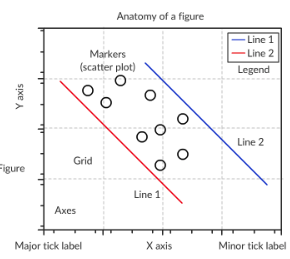 Anatomy of a figure
Line 1
Line 2
Legend
Markers
(scatter plot)
Y axis
Line 2
Grid
Figure
Line 1
Axes
Major tick label
X axis
Minor tick label